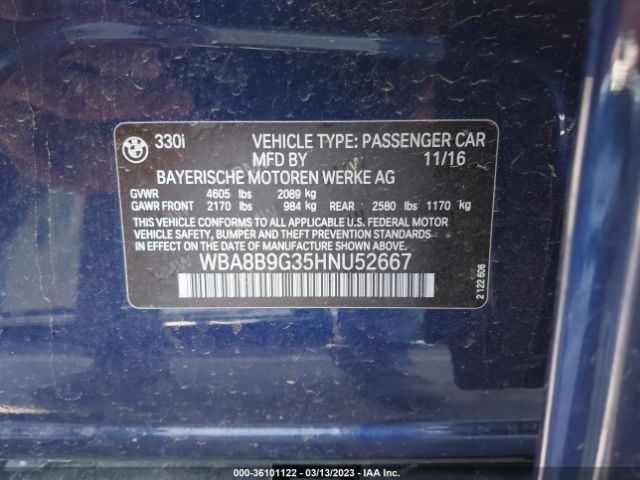 BMW 330i VEHICLE TYPE: PASSENGER CAR
MFD BY 11/16
BAYERISCHE MOTOREN WERKE AG
GVWR 4605 lbs 2089 kg
GAWR FRONT 2170 lbs 984 kg REAR 2580 lbs 1170 kg
THIS VEHICLE CONFORMS TO ALL APPLICABLE U.S. FEDERAL MOTOR
VEHICLE SAFETY, BUMPER AND THEFT PREVENTION STANDARDS IN
EFFECT ON THE DATE OF MANUFACTURE SHOWN ABOVE.
WBA8B9G35HNU52667
2 122 606
000-36101122 - 03/13/2023 - IAA Inc.